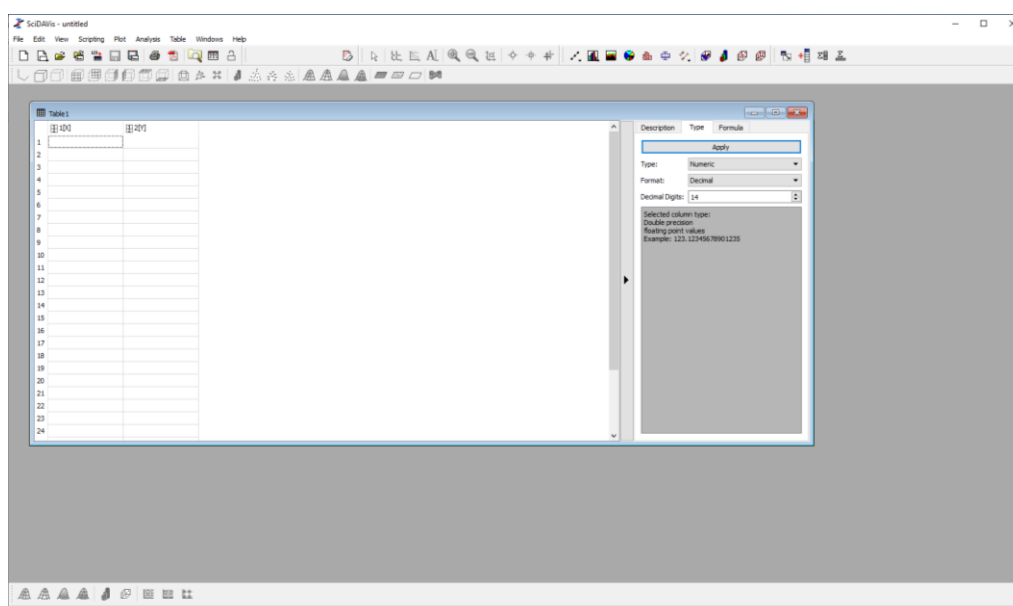 SciDAVis - untitled
File Edit View Scripting Plot Analysis Table Windows Help
Table1
1[X] 2[Y]
Description Type Formula
Apply
Type: Numeric
Format: Decimal
Decimal Digits: 14
Selected column type:
Double precision
floating point values
Example: 123.12345678901235
1
2
3
4
5
6
7
8
9
10
11
12
13
14
15
16
17
18
19
20
21
22
23
24